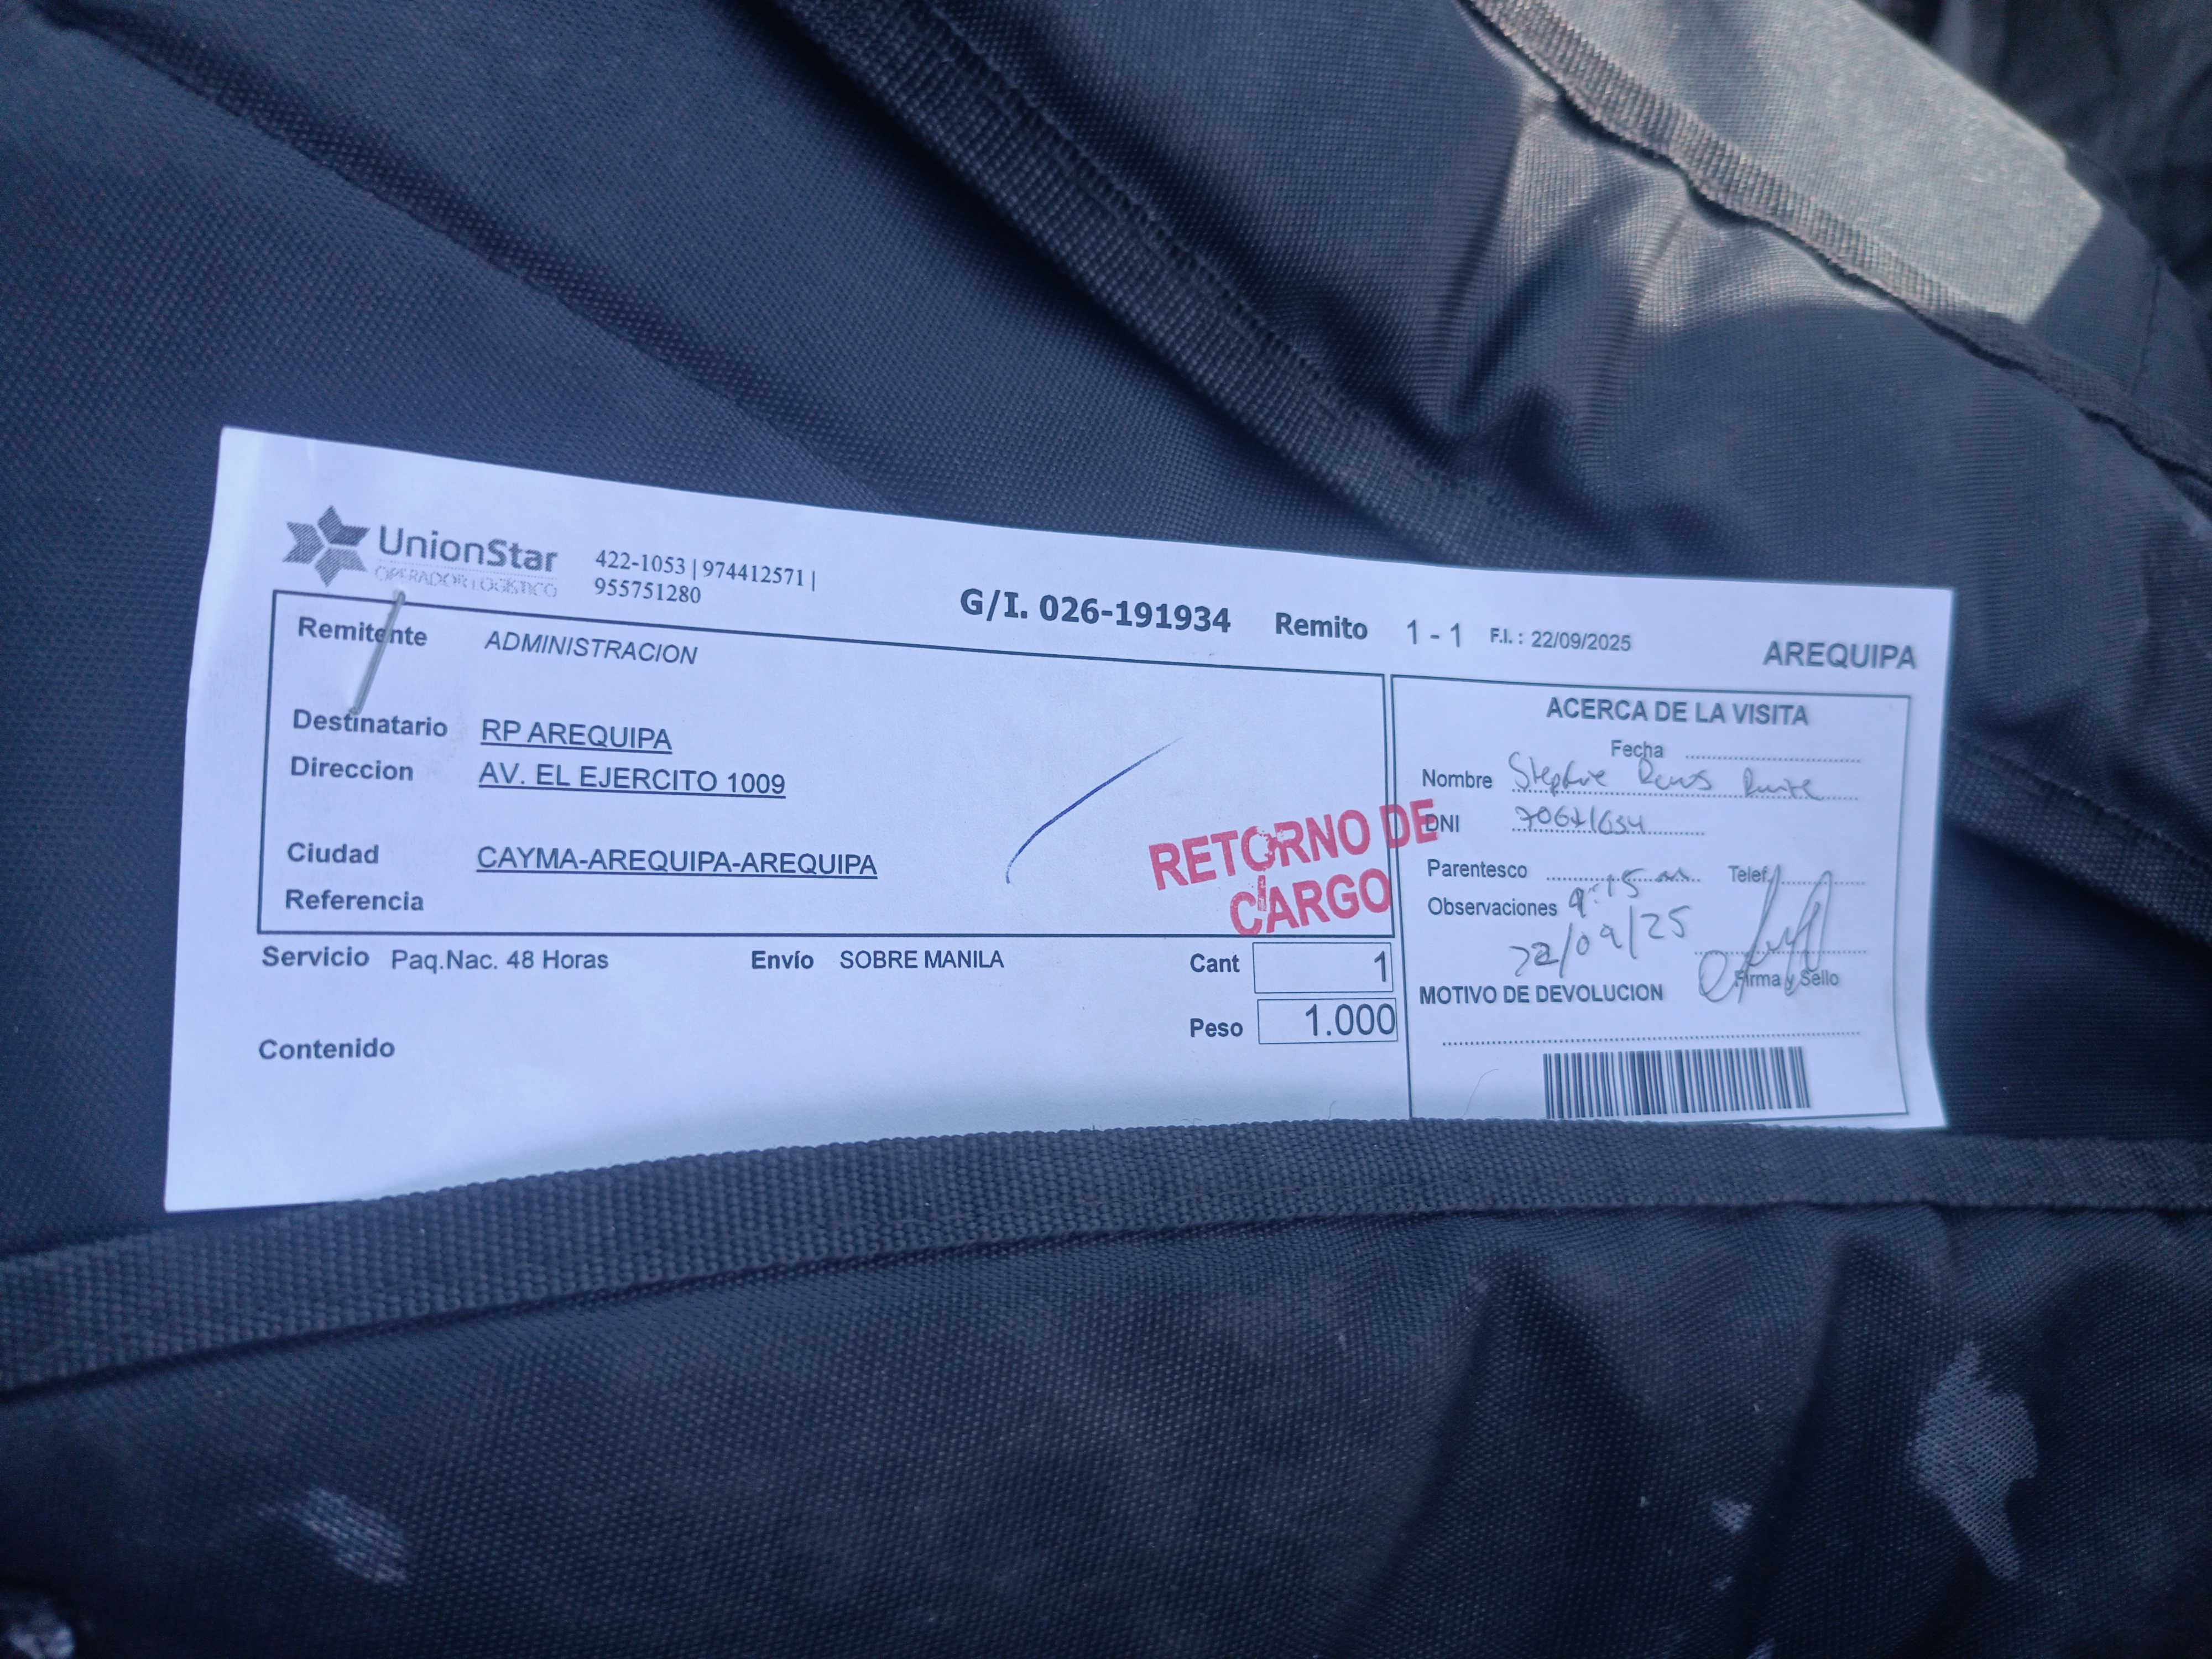 UnionStar
OPERADOR LOGÍSTICO
422-1053 | 974412571 |
955751280
G/I. 026-191934 Remito 1 - 1 F.I. : 22/09/2025 AREQUIPA
Remitente ADMINISTRACION
Destinatario RP AREQUIPA
Direccion AV. EL EJERCITO 1009
Ciudad CAYMA-AREQUIPA-AREQUIPA
Referencia
RETORNO DE
CARGO
Servicio Paq.Nac. 48 Horas Envío SOBRE MANILA Cant 1
Peso 1.000
Contenido
ACERCA DE LA VISITA
Fecha
Nombre
DNI
Parentesco Telef.
Observaciones 9:15 am
22/09/25
Firma y Sello
MOTIVO DE DEVOLUCION